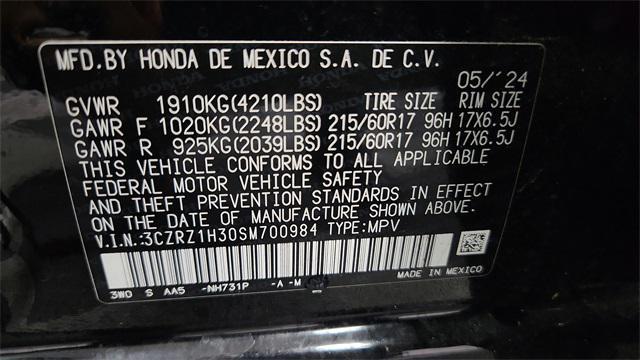 MFD. BY HONDA DE MEXICO S.A. DE C.V.
05/'24
GVWR 1910KG(4210LBS) TIRE SIZE RIM SIZE
GAWR F 1020KG(2248LBS) 215/60R17 96H 17X6.5J
GAWR R 925KG(2039LBS) 215/60R17 96H 17X6.5J
THIS VEHICLE CONFORMS TO ALL APPLICABLE
FEDERAL MOTOR VEHICLE SAFETY
AND THEFT PREVENTION STANDARDS IN EFFECT
ON THE DATE OF MANUFACTURE SHOWN ABOVE.
V.I.N.:3CZRZ1H30SM700984 TYPE:MPV
MADE IN MEXICO
3W0 S AA5 -NH731P -A -M